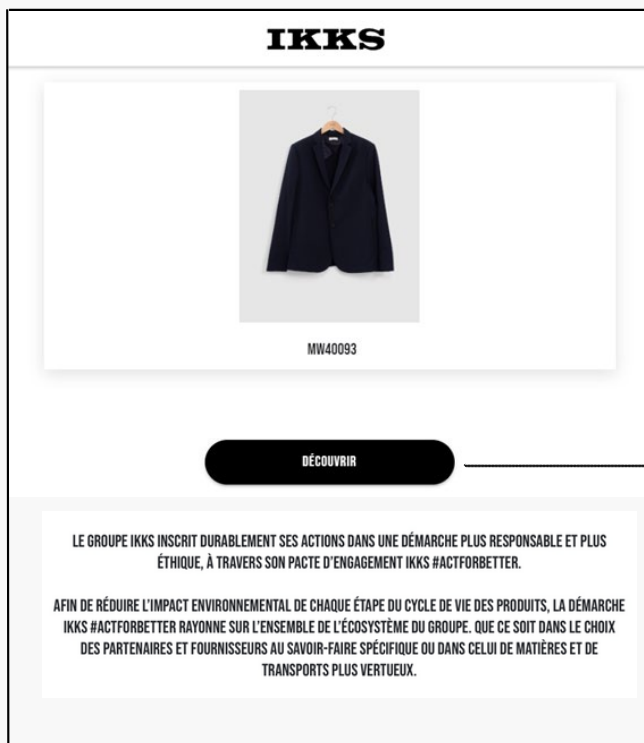 IKKS
MW40093
DÉCOUVRIR
LE GROUPE IKKS INSCRIT DURABLEMENT SES ACTIONS DANS UNE DÉMARCHE PLUS RESPONSABLE ET PLUS
ÉTHIQUE, À TRAVERS SON PACTE D'ENGAGEMENT IKKS #ACTFORBETTER.
AFIN DE RÉDUIRE L'IMPACT ENVIRONNEMENTAL DE CHAQUE ÉTAPE DU CYCLE DE VIE DES PRODUITS, LA DÉMARCHE
IKKS #ACTFORBETTER RAYONNE SUR L'ENSEMBLE DE L'ÉCOSYSTÈME DU GROUPE. QUE CE SOIT DANS LE CHOIX
DES PARTENAIRES ET FOURNISSEURS AU SAVOIR-FAIRE SPÉCIFIQUE OU DANS CELUI DE MATIÈRES ET DE
TRANSPORTS PLUS VERTUEUX.